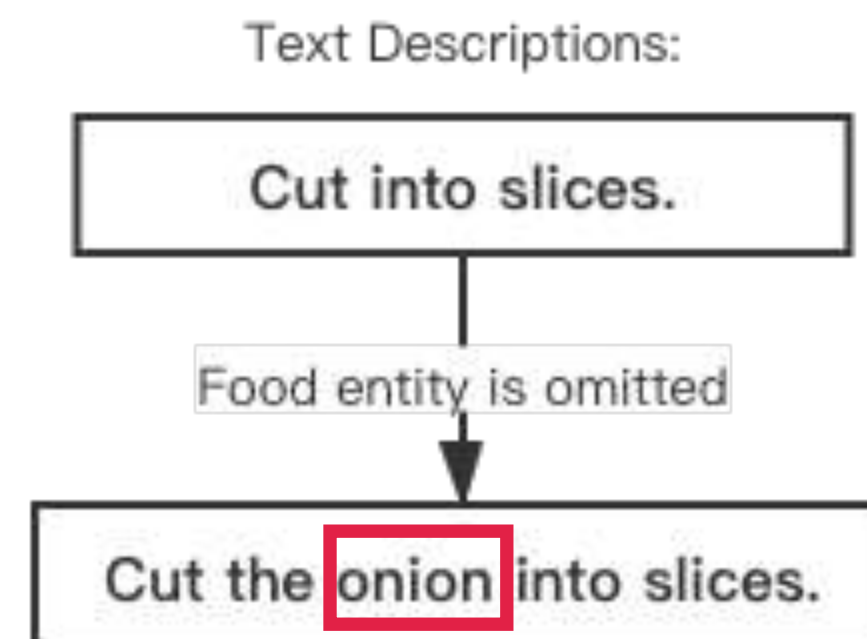 Text Descriptions:
Cut into slices.
Food entity is omitted
Cut the onion into slices.